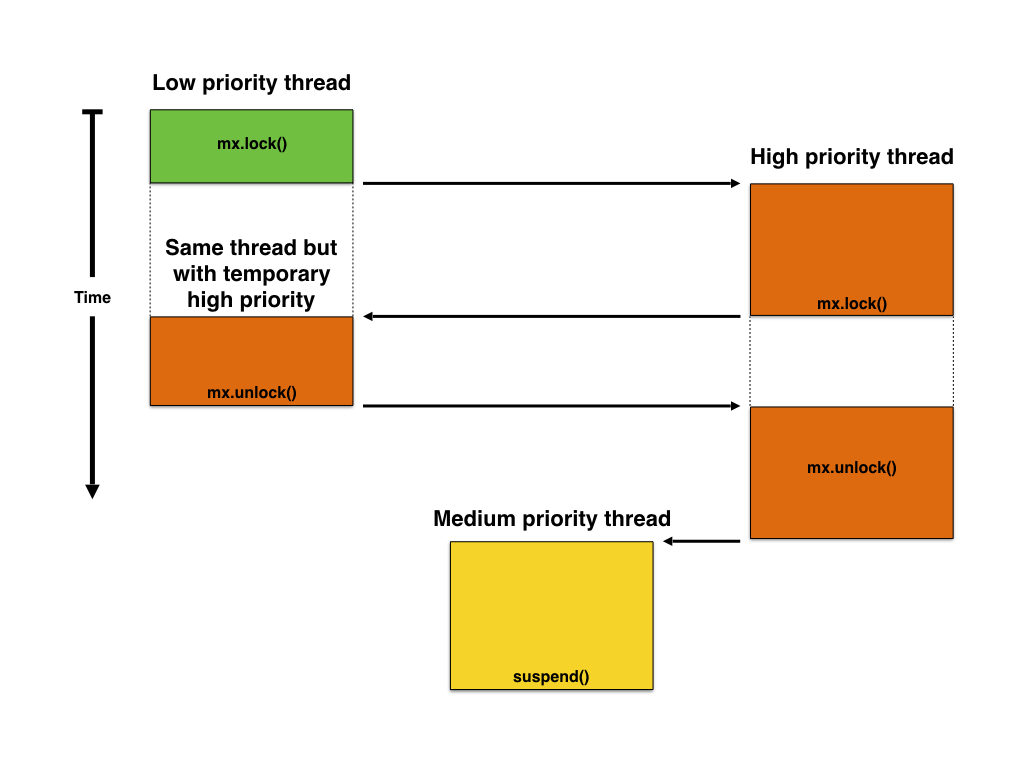 Low priority thread
mx.lock()
High priority thread
Same thread but
with temporary
high priority
Time
mx.lock()
mx.unlock()
mx.unlock()
Medium priority thread
suspend()